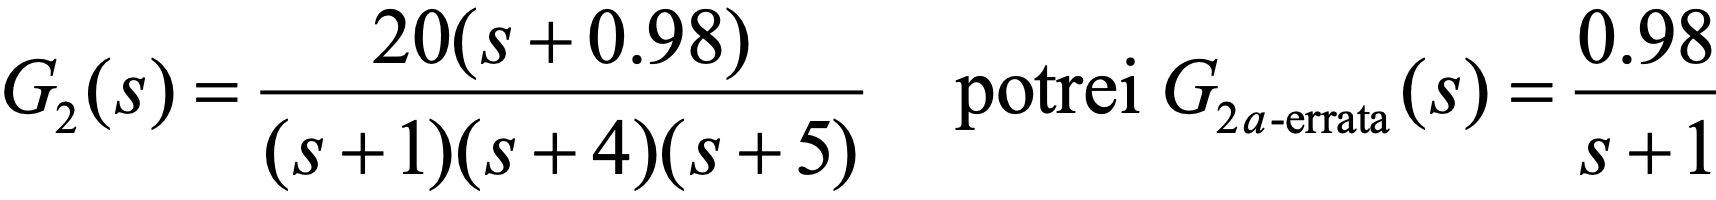 G₂(s) = 20(s + 0.98) / (s + 1)(s + 4)(s + 5) potrei G₂ₐ₋errata(s) = 0.98 / s + 1